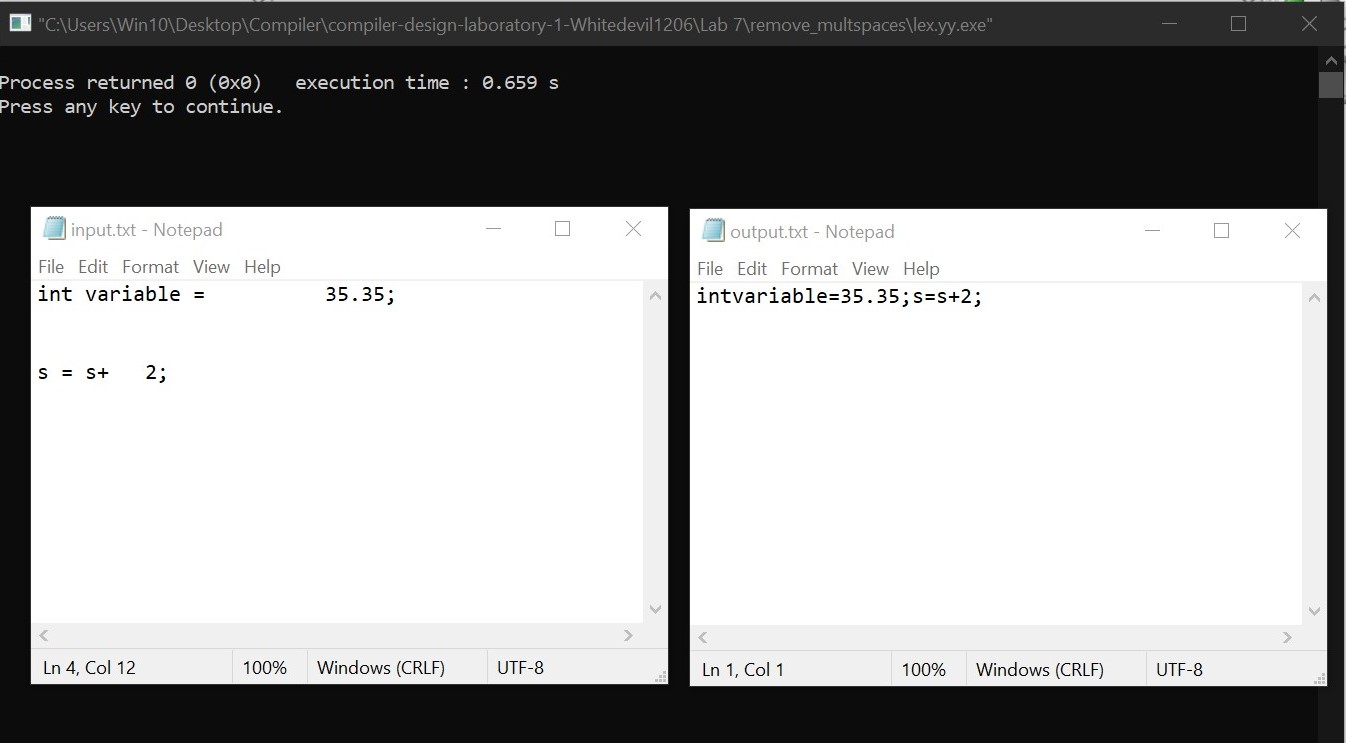 "C:\Users\Win10\Desktop\Compiler\compiler-design-laboratory-1-Whitedevil1206\Lab 7\remove_multspaces\lex.yy.exe"
Process returned 0 (0x0)   execution time : 0.659 s
Press any key to continue.
input.txt - Notepad
File Edit Format View Help
int variable =          35.35;
s = s+   2;
Ln 4, Col 12 100% Windows (CRLF) UTF-8
output.txt - Notepad
File Edit Format View Help
intvariable=35.35;s=s+2;
Ln 1, Col 1 100% Windows (CRLF) UTF-8